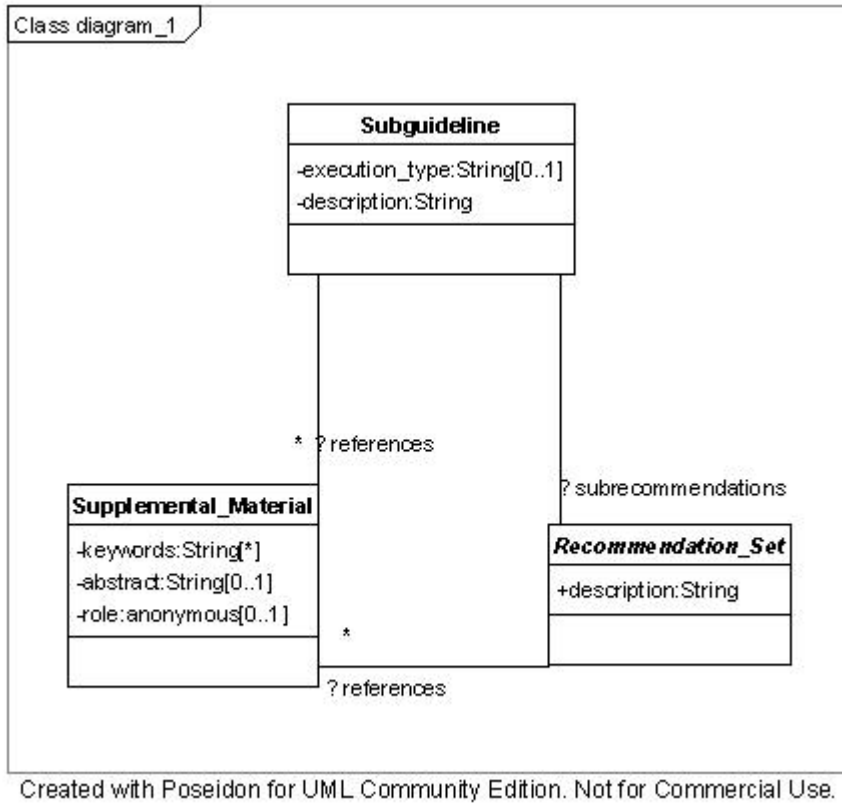 Class diagram_1
Subguideline
-execution_type:String[0..1]
-description:String
* ? references
? subrecommendations
Supplemental_Material
-keywords:String[*]
-abstract:String[0..1]
-role:anonymous[0..1]
Recommendation_Set
+description:String
*
? references
Created with Poseidon for UML Community Edition. Not for Commercial Use.